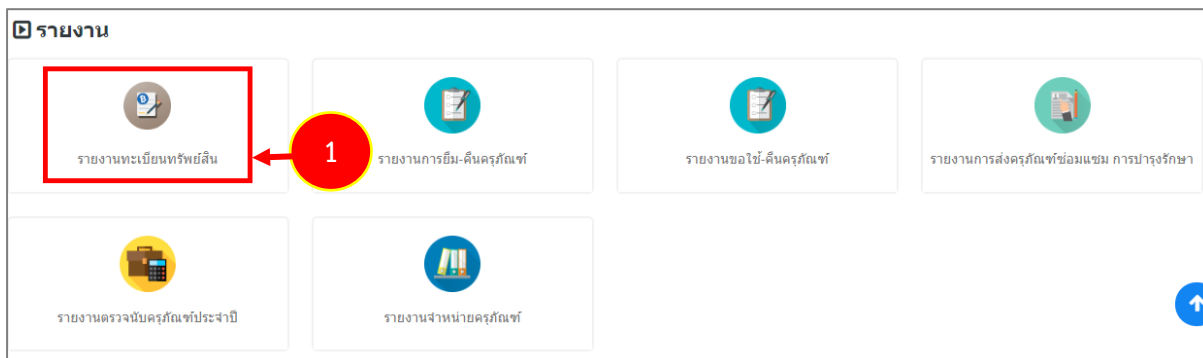 รายงาน
รายงานทะเบียนทรัพย์สิน
1
รายงานการยืม-คืนครุภัณฑ์
รายงานขอใช้-คืนครุภัณฑ์
รายงานการส่งครุภัณฑ์ซ่อมแซม การบำรุงรักษา
รายงานตรวจนับครุภัณฑ์ประจำปี
รายงานจำหน่ายครุภัณฑ์